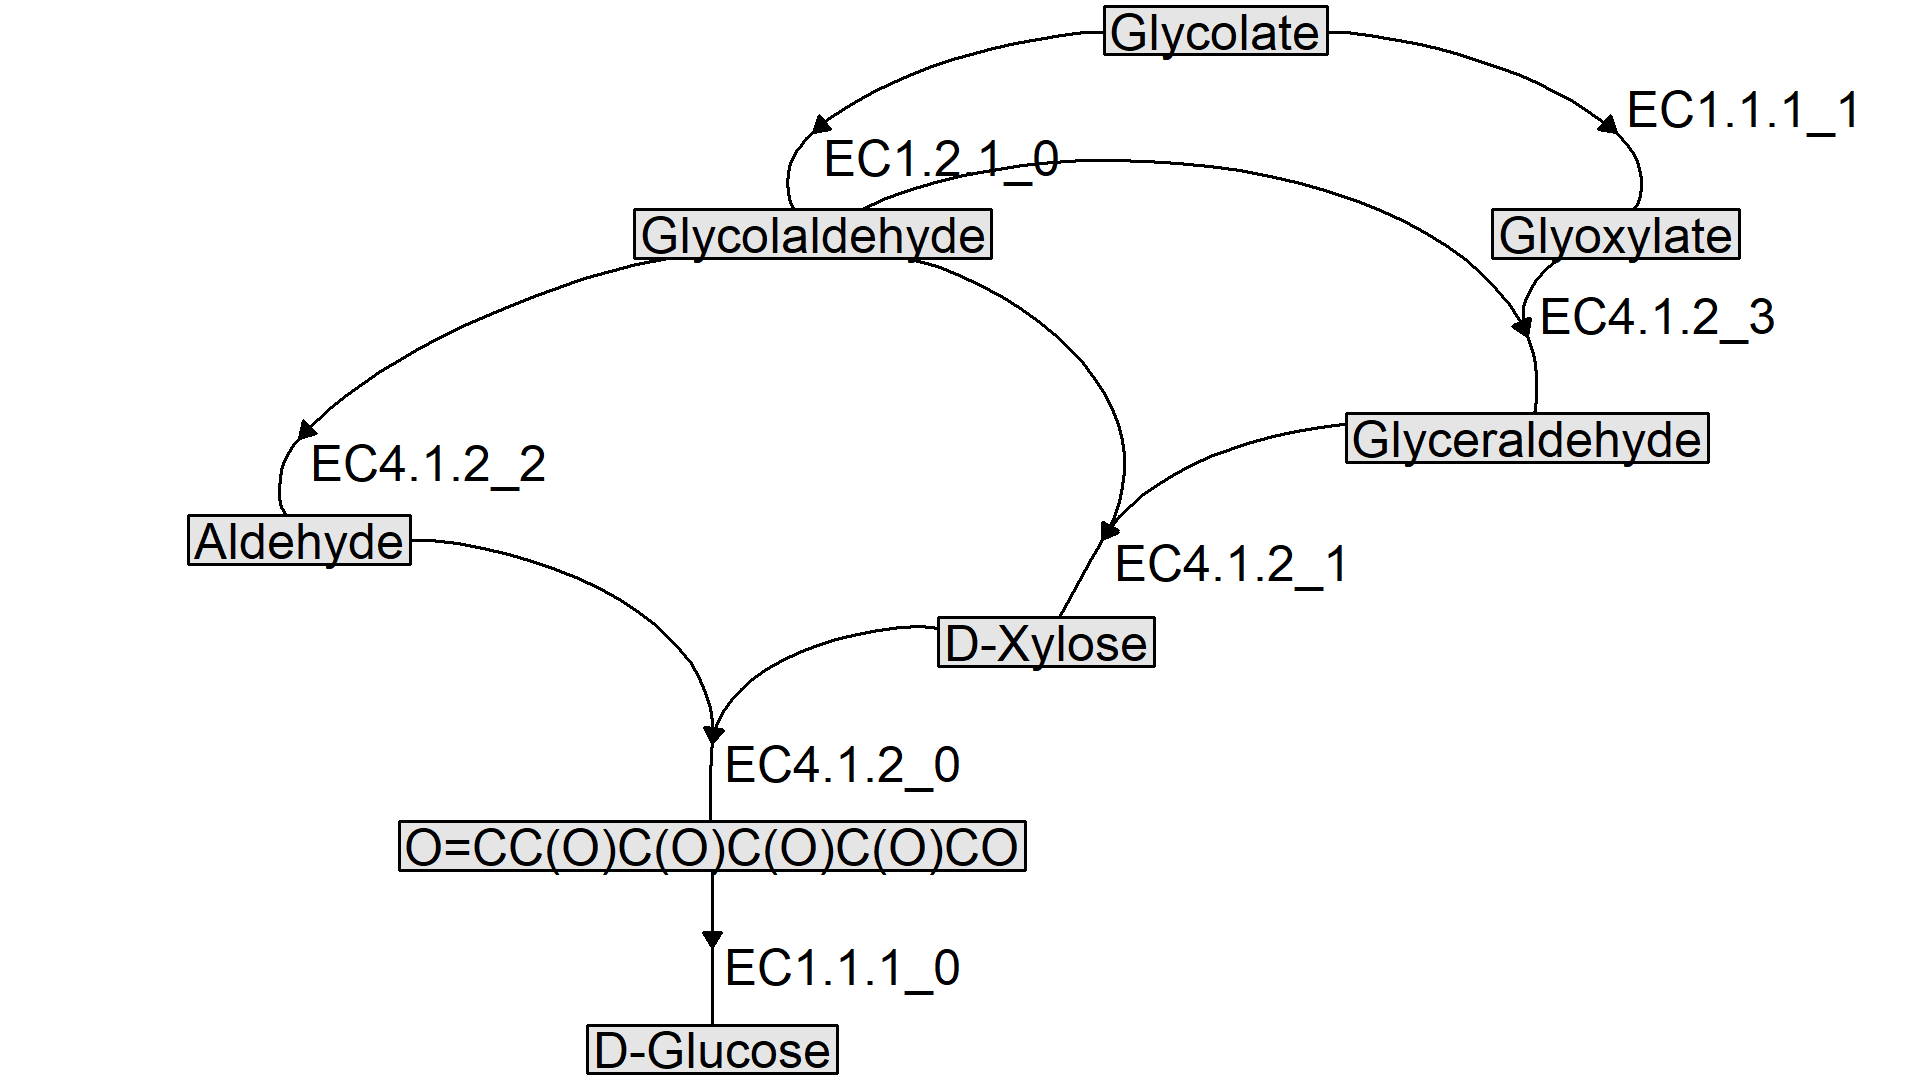 Glycolate
EC1.1.1_1
EC1.2.1_0
Glycolaldehyde
Glyoxylate
EC4.1.2_3
Glyceraldehyde
EC4.1.2_2
Aldehyde
EC4.1.2_1
D-Xylose
EC4.1.2_0
O=CC(O)C(O)C(O)C(O)CO
EC1.1.1_0
D-Glucose